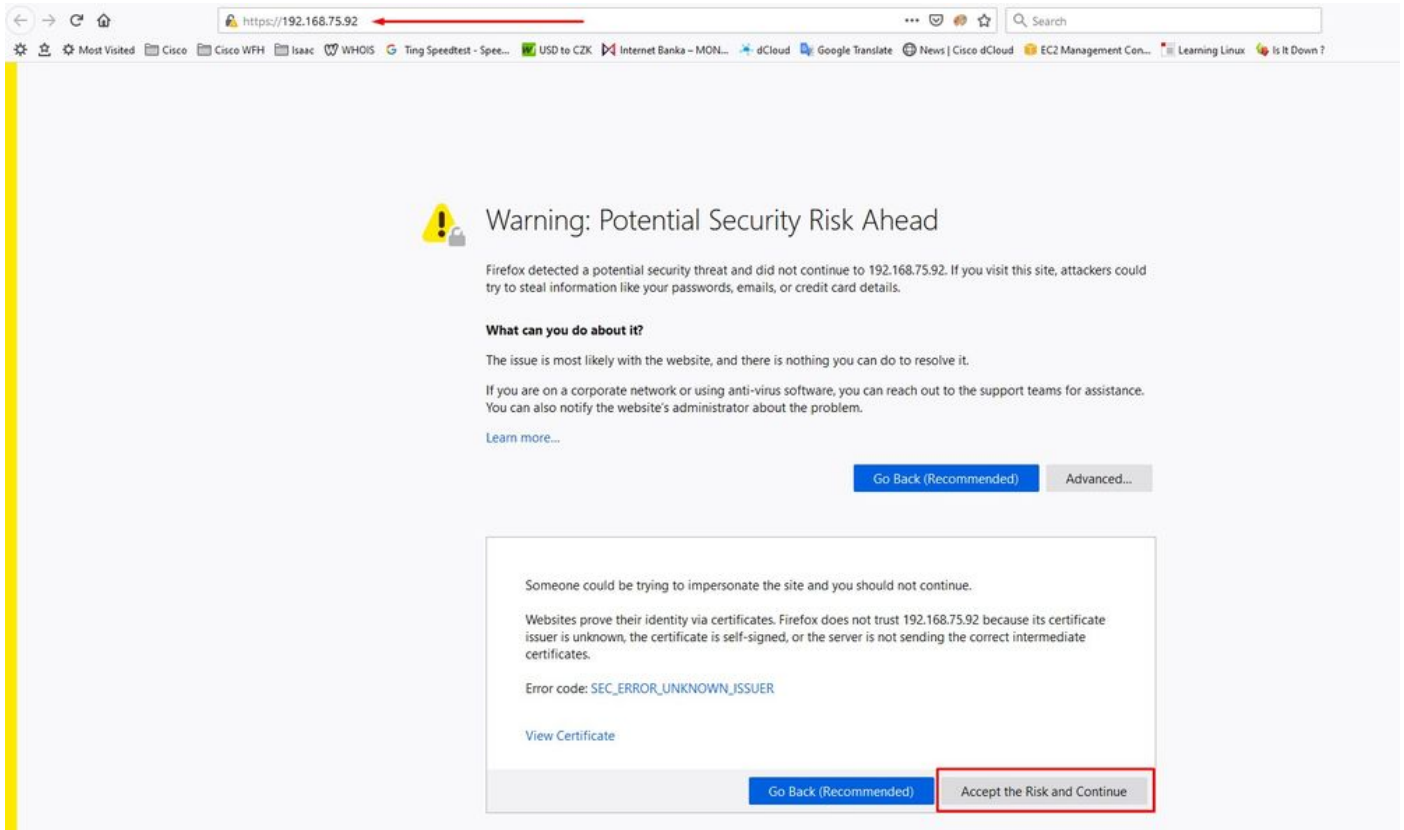 https://192.168.75.92
Search
Most Visited Cisco Cisco WFH Isaac WHOIS Ting Speedtest - Spee... USD to CZK Internet Banka – MON... dCloud Google Translate News | Cisco dCloud EC2 Management Con... Learning Linux Is It Down ?
Warning: Potential Security Risk Ahead
Firefox detected a potential security threat and did not continue to 192.168.75.92. If you visit this site, attackers could
try to steal information like your passwords, emails, or credit card details.
What can you do about it?
The issue is most likely with the website, and there is nothing you can do to resolve it.
If you are on a corporate network or using anti-virus software, you can reach out to the support teams for assistance.
You can also notify the website's administrator about the problem.
Learn more...
Go Back (Recommended) Advanced...
Someone could be trying to impersonate the site and you should not continue.
Websites prove their identity via certificates. Firefox does not trust 192.168.75.92 because its certificate
issuer is unknown, the certificate is self-signed, or the server is not sending the correct intermediate
certificates.
Error code: SEC_ERROR_UNKNOWN_ISSUER
View Certificate
Go Back (Recommended) Accept the Risk and Continue